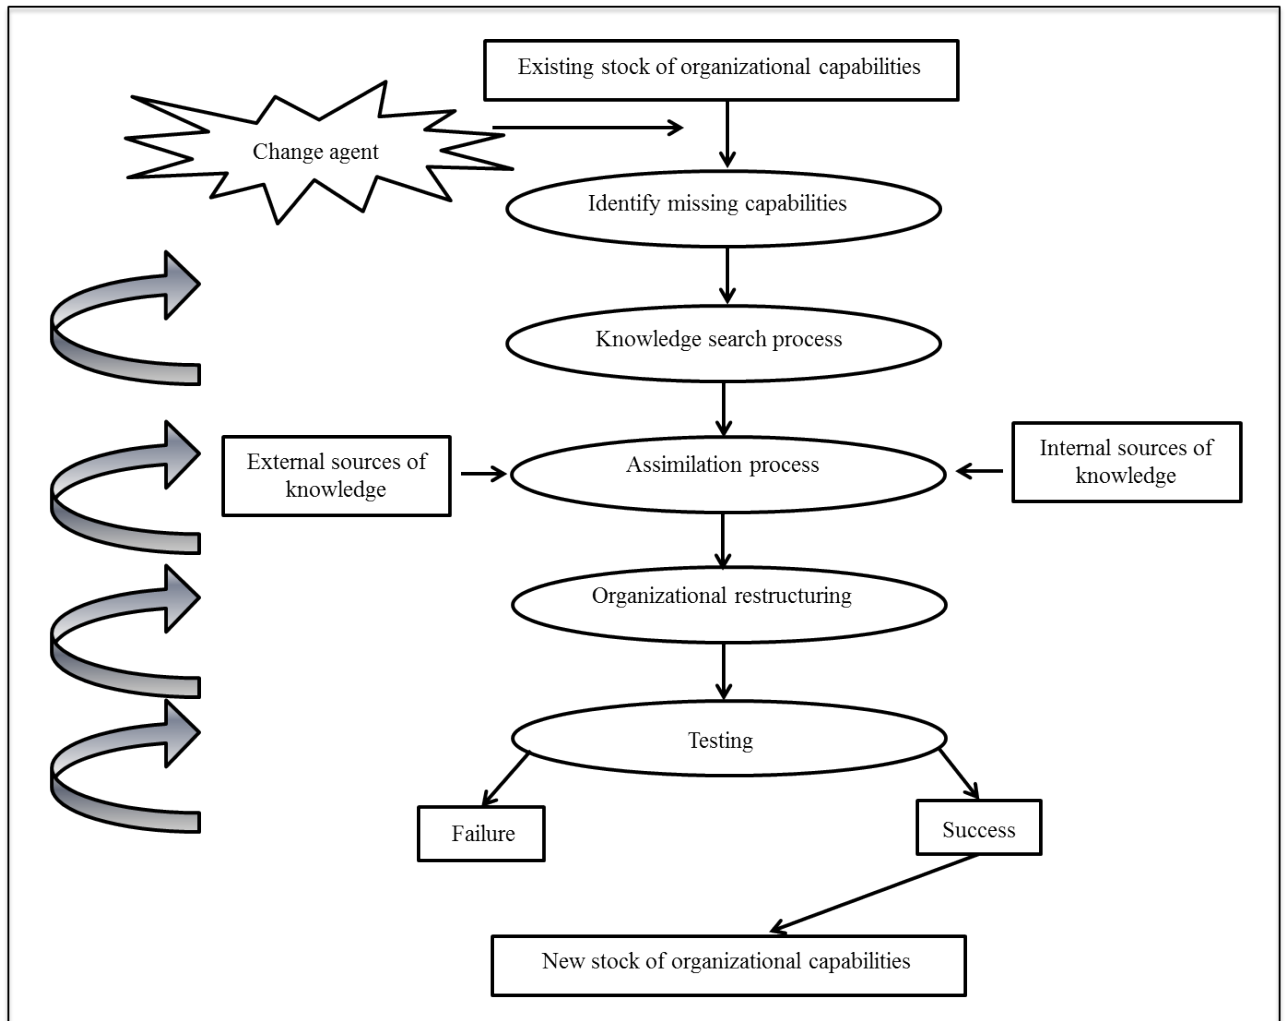 Existing stock of organizational capabilities
Change agent
Identify missing capabilities
Knowledge search process
External sources of
knowledge
Assimilation process
Internal sources of
knowledge
Organizational restructuring
Testing
Failure
Success
New stock of organizational capabilities